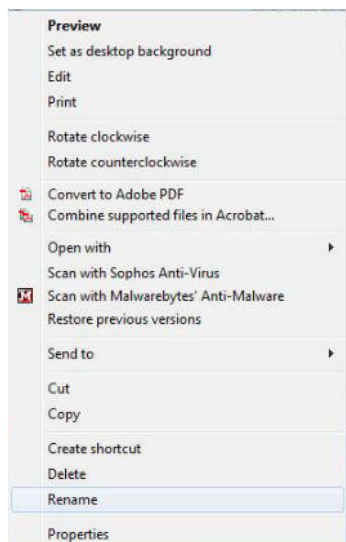 Preview
Set as desktop background
Edit
Print
Rotate clockwise
Rotate counterclockwise
Convert to Adobe PDF
Combine supported files in Acrobat...
Open with
Scan with Sophos Anti-Virus
Scan with Malwarebytes' Anti-Malware
Restore previous versions
Send to
Cut
Copy
Create shortcut
Delete
Rename
Properties